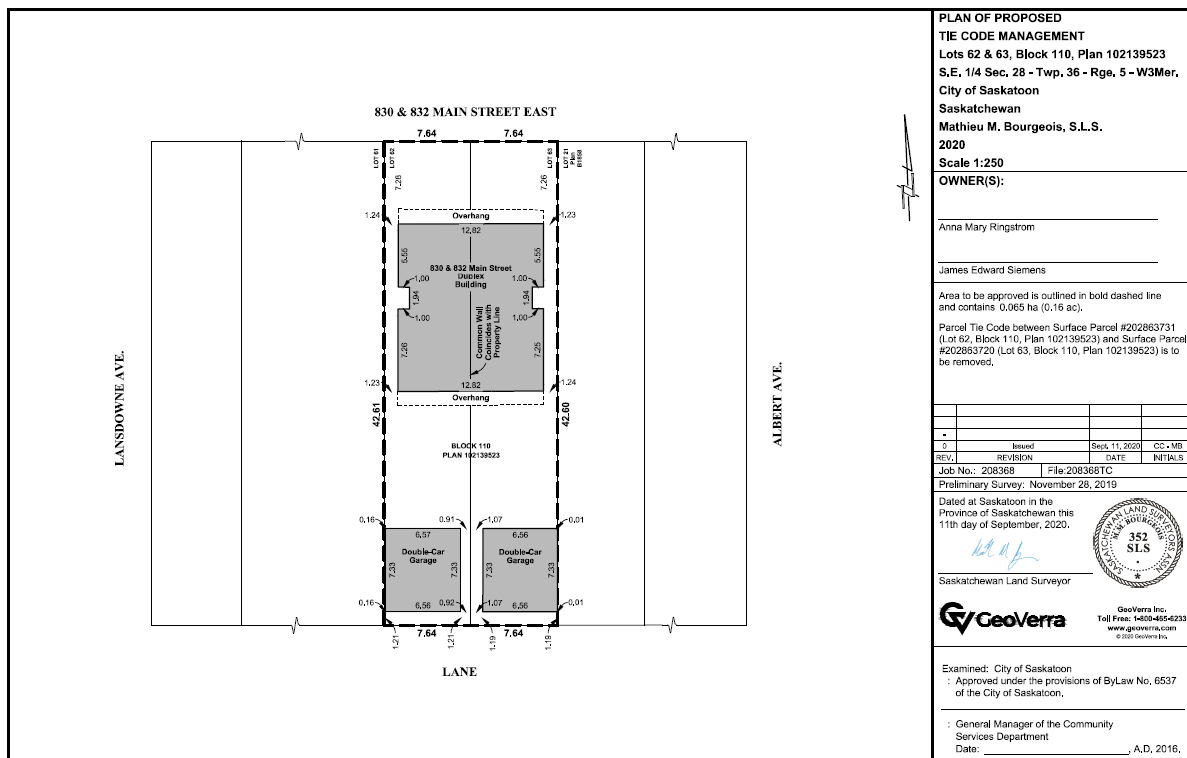 830 & 832 MAIN STREET EAST
7.64
7.64
LOT 61
LOT 62
LOT 63
LOT 21
Plan
B1858
7.28
7.26
1.24
1.23
Overhang
12.82
5.55
5.55
830 & 832 Main Street
Duplex
Building
1.00
1.00
1.94
1.94
1.00
1.00
Common Wall
Coincides with
Property Line
7.26
7.25
1.23
1.24
12.82
Overhang
42.61
42.60
LANSDOWNE AVE.
ALBERT AVE.
BLOCK 110
PLAN 102139523
0.16
0.91
1.07
0.01
6.57
6.56
Double-Car
Garage
Double-Car
Garage
7.33
7.33
7.33
7.33
0.16
0.92
1.07
0.01
6.56
6.56
7.64
7.64
1.21
1.21
1.19
1.19
LANE
PLAN OF PROPOSED
TIE CODE MANAGEMENT
Lots 62 & 63, Block 110, Plan 102139523
S.E. 1/4 Sec. 28 - Twp. 36 - Rge. 5 - W3Mer.
City of Saskatoon
Saskatchewan
Mathieu M. Bourgeois, S.L.S.
2020
Scale 1:250
OWNER(S):
Anna Mary Ringstrom
James Edward Siemens
Area to be approved is outlined in bold dashed line
and contains 0.065 ha (0.16 ac).
Parcel Tie Code between Surface Parcel #202863731
(Lot 62, Block 110, Plan 102139523) and Surface Parcel
#202863720 (Lot 63, Block 110, Plan 102139523) is to
be removed.
-
0 Issued Sept. 11, 2020 CC - MB
REV. REVISION DATE INITIALS
Job No.: 208368 File:208368TC
Preliminary Survey: November 28, 2019
Dated at Saskatoon in the
Province of Saskatchewan this
11th day of September, 2020.
Saskatchewan Land Surveyor
SASKATCHEWAN LAND SURVEYORS ASSN
M.M. BOURGEOIS
352
SLS
GeoVerra
GeoVerra Inc.
Toll Free: 1-800-465-6233
www.geoverra.com
© 2020 GeoVerra Inc.
Examined: City of Saskatoon
: Approved under the provisions of ByLaw No. 6537
of the City of Saskatoon.
: General Manager of the Community
Services Department
Date: , A.D. 2016.